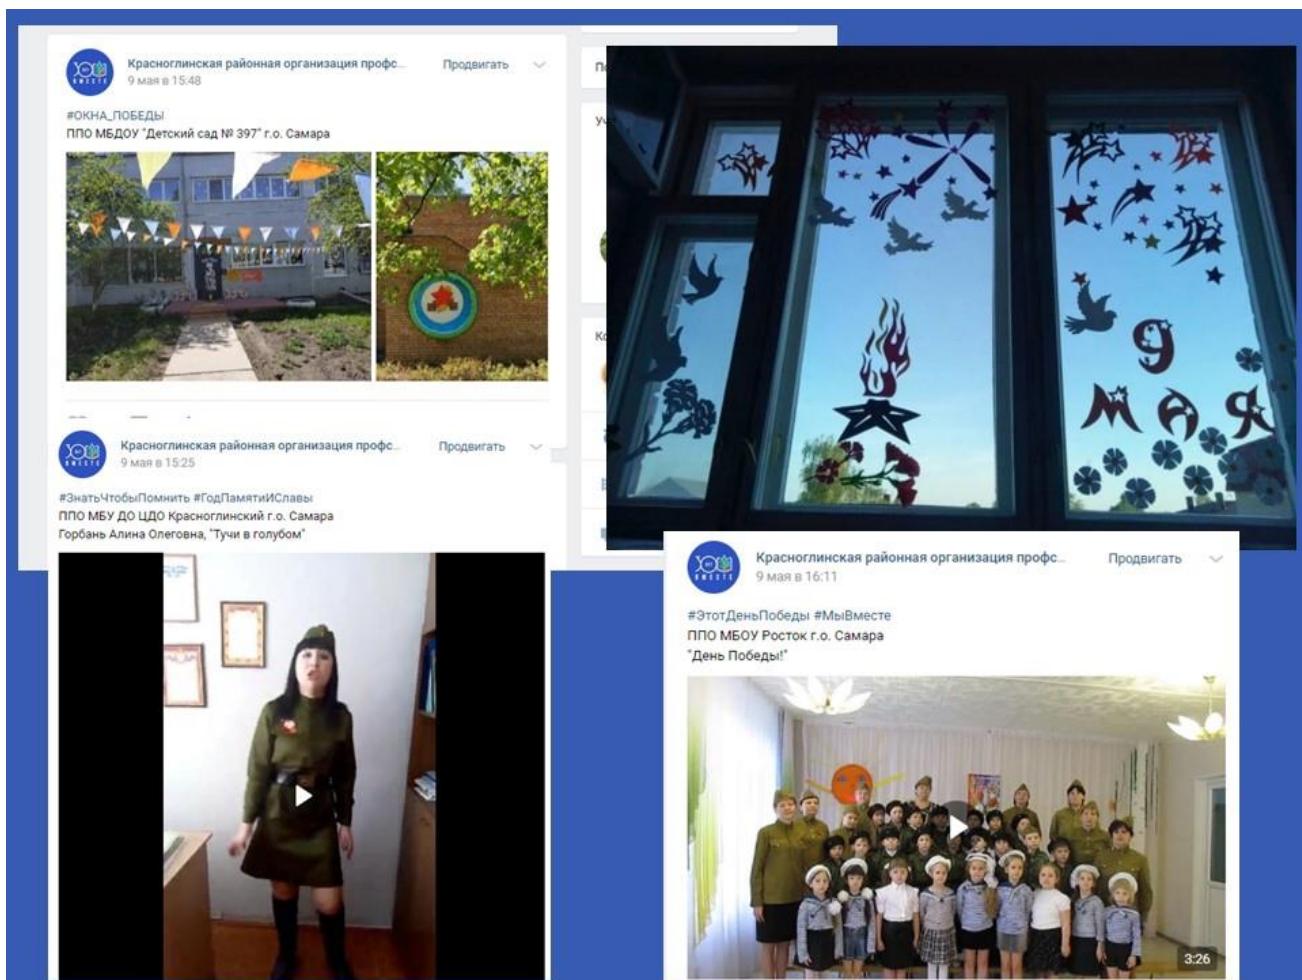 Красноглинская районная организация профс...
Продвигать
9 мая в 15:48
#ОКНА_ПОБЕДЫ
ППО МБДОУ "Детский сад № 397" г.о. Самара
9
МАЯ
ВМЕСТЕ
Красноглинская районная организация профс...
Продвигать
9 мая в 15:25
#ЗнатьЧтобыПомнить #ГодПамятиИСлавы
ППО МБУ ДО ЦДО Красноглинский г.о. Самара
Горбань Алина Олеговна, "Тучи в голубом"
ВМЕСТЕ
Красноглинская районная организация профс...
Продвигать
9 мая в 16:11
#ЭтотДеньПобеды #МыВместе
ППО МБОУ Росток г.о. Самара
"День Победы!"
ВМЕСТЕ
3:26